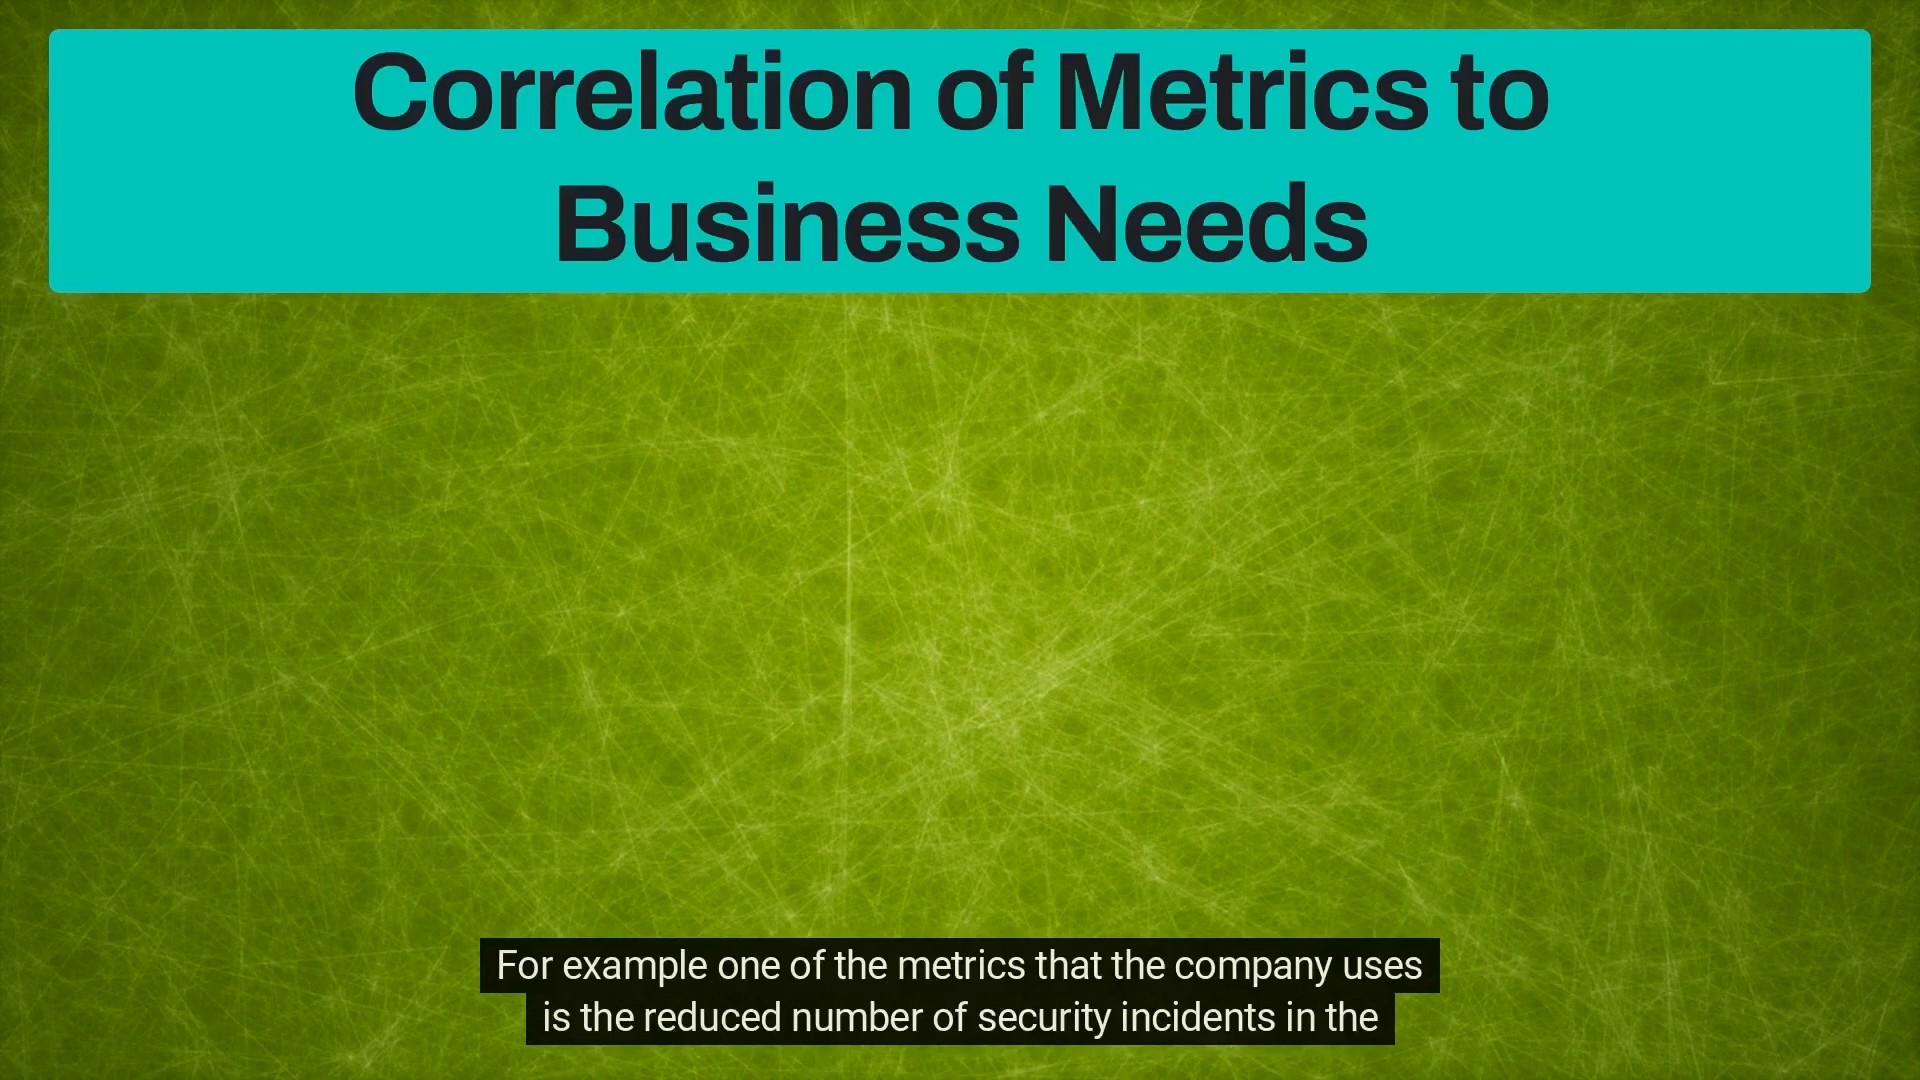 Correlation of Metrics to
Business Needs
For example one of the metrics that the company uses
is the reduced number of security incidents in the